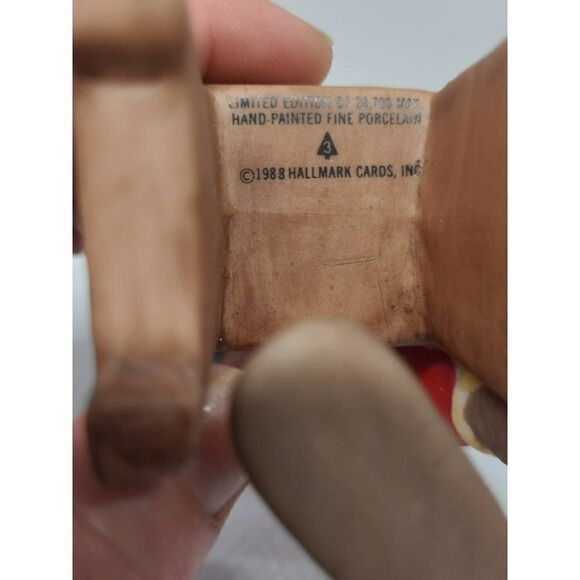 LIMITED EDITION OF 24,700 MAX.
HAND-PAINTED FINE PORCELAIN
3
©1988 HALLMARK CARDS, INC